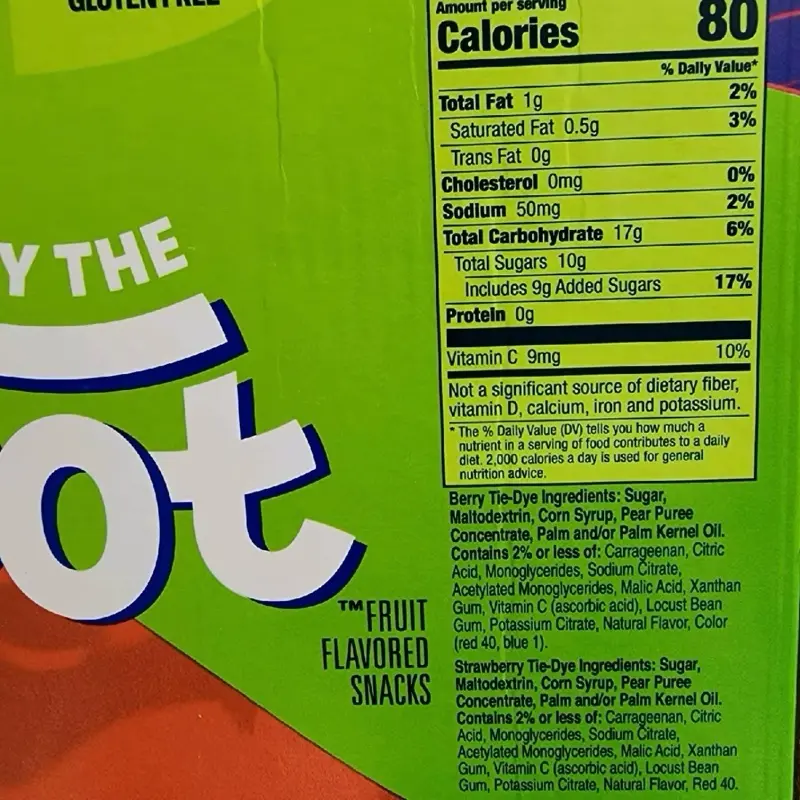 GLUTEN FREE
Y THE
ot
™FRUIT
FLAVORED
SNACKS
Amount per serving
Calories 80
% Daily Value*
Total Fat 1g 2%
Saturated Fat 0.5g 3%
Trans Fat 0g
Cholesterol 0mg 0%
Sodium 50mg 2%
Total Carbohydrate 17g 6%
Total Sugars 10g
Includes 9g Added Sugars 17%
Protein 0g
Vitamin C 9mg 10%
Not a significant source of dietary fiber,
vitamin D, calcium, iron and potassium.
* The % Daily Value (DV) tells you how much a
nutrient in a serving of food contributes to a daily
diet. 2,000 calories a day is used for general
nutrition advice.
Berry Tie-Dye Ingredients: Sugar,
Maltodextrin, Corn Syrup, Pear Puree
Concentrate, Palm and/or Palm Kernel Oil.
Contains 2% or less of: Carrageenan, Citric
Acid, Monoglycerides, Sodium Citrate,
Acetylated Monoglycerides, Malic Acid, Xanthan
Gum, Vitamin C (ascorbic acid), Locust Bean
Gum, Potassium Citrate, Natural Flavor, Color
(red 40, blue 1).
Strawberry Tie-Dye Ingredients: Sugar,
Maltodextrin, Corn Syrup, Pear Puree
Concentrate, Palm and/or Palm Kernel Oil.
Contains 2% or less of: Carrageenan, Citric
Acid, Monoglycerides, Sodium Citrate,
Acetylated Monoglycerides, Malic Acid, Xanthan
Gum, Vitamin C (ascorbic acid), Locust Bean
Gum, Potassium Citrate, Natural Flavor, Red 40.